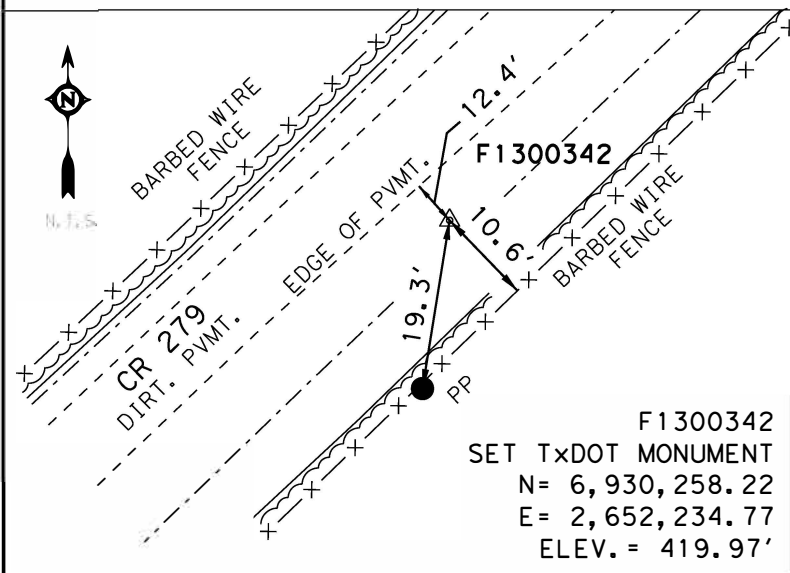 12.4'
F1300342
BARBED WIRE
FENCE
N
N.T.S
EDGE OF PVMT.
10.6'
BARBED WIRE
FENCE
19.3'
CR 279
DIRT. PVMT.
PP
F1300342
SET TxDOT MONUMENT
N= 6,930,258.22
E= 2,652,234.77
ELEV.= 419.97'